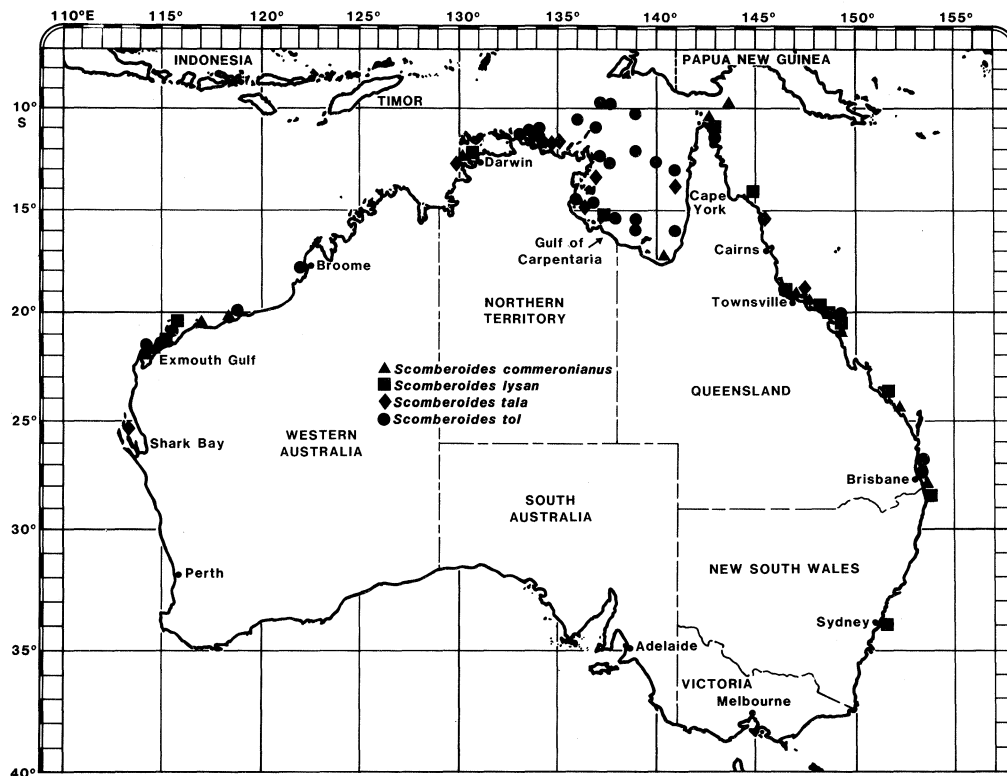 110°E 115° 120° 125° 130° 135° 140° 145° 150° 155°
INDONESIA
PAPUA NEW GUINEA
TIMOR
10°
S
Darwin
Cape
York
15°
Gulf of
Carpentaria
Cairns
Broome
Townsville
NORTHERN
TERRITORY
20°
Exmouth Gulf
Scomberoides commeronianus
Scomberoides lysan
Scomberoides tala
Scomberoides tol
QUEENSLAND
25°
Shark Bay
WESTERN
AUSTRALIA
Brisbane
SOUTH
AUSTRALIA
30°
Perth
NEW SOUTH WALES
Sydney
35°
Adelaide
VICTORIA
Melbourne
40°